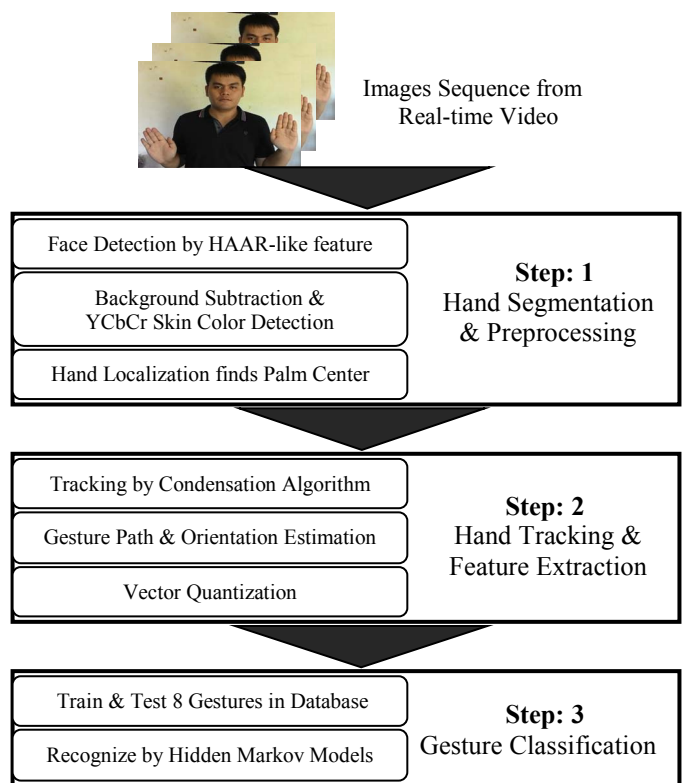 Images Sequence from
Real-time Video
Face Detection by HAAR-like feature
Background Subtraction &
YCbCr Skin Color Detection
Hand Localization finds Palm Center
Step: 1
Hand Segmentation
& Preprocessing
Tracking by Condensation Algorithm
Gesture Path & Orientation Estimation
Vector Quantization
Step: 2
Hand Tracking &
Feature Extraction
Train & Test 8 Gestures in Database
Recognize by Hidden Markov Models
Step: 3
Gesture Classification